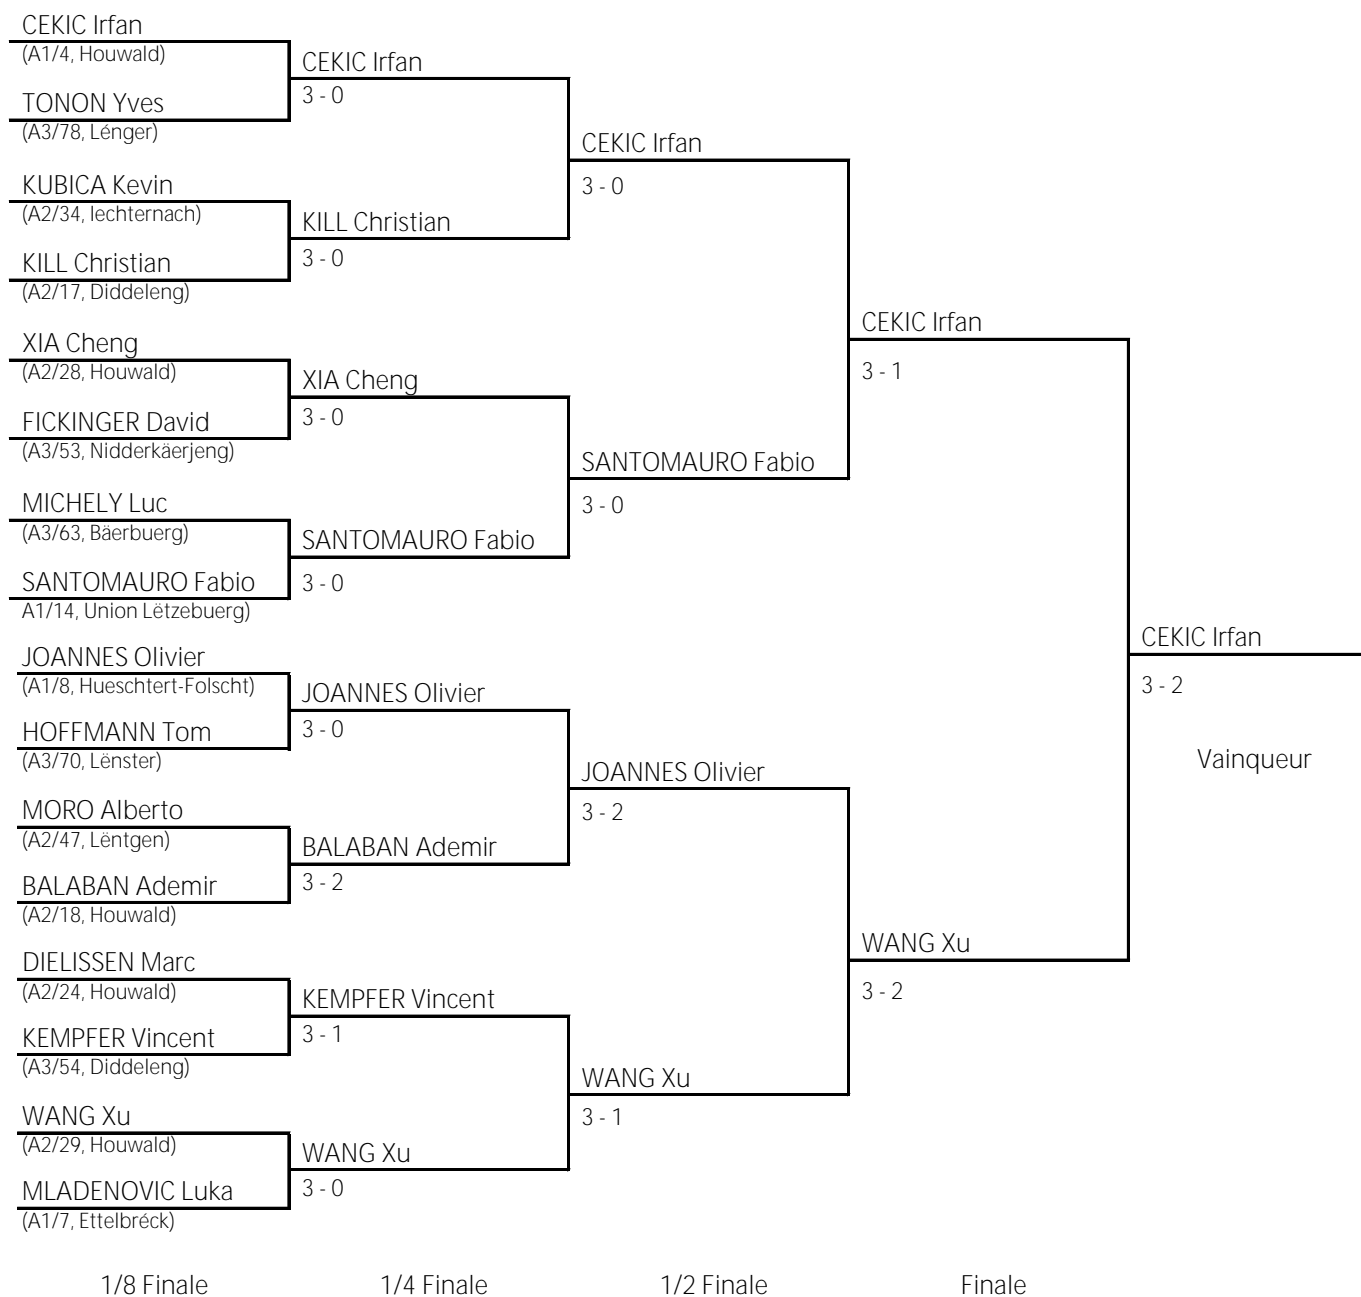 CEKIC Irfan
(A1/4, Houwald)
TONON Yves
(A3/78, Lénger)
KUBICA Kevin
(A2/34, Iechternach)
KILL Christian
(A2/17, Diddeleng)
XIA Cheng
(A2/28, Houwald)
FICKINGER David
(A3/53, Nidderkäerjeng)
MICHELY Luc
(A3/63, Bäerbuerg)
SANTOMAURO Fabio
A1/14, Union Lëtzebuerg)
JOANNES Olivier
(A1/8, Hueschtert-Folscht)
HOFFMANN Tom
(A3/70, Lënster)
MORO Alberto
(A2/47, Lëntgen)
BALABAN Ademir
(A2/18, Houwald)
DIELISSEN Marc
(A2/24, Houwald)
KEMPFER Vincent
(A3/54, Diddeleng)
WANG Xu
(A2/29, Houwald)
MLADENOVIC Luka
(A1/7, Ettelbréck)
1/8 Finale
CEKIC Irfan
3 - 0
KILL Christian
3 - 0
XIA Cheng
3 - 0
SANTOMAURO Fabio
3 - 0
JOANNES Olivier
3 - 0
BALABAN Ademir
3 - 2
KEMPFER Vincent
3 - 1
WANG Xu
3 - 0
1/4 Finale
CEKIC Irfan
3 - 0
SANTOMAURO Fabio
3 - 0
JOANNES Olivier
3 - 2
WANG Xu
3 - 1
1/2 Finale
CEKIC Irfan
3 - 1
WANG Xu
3 - 2
Finale
CEKIC Irfan
3 - 2
Vainqueur